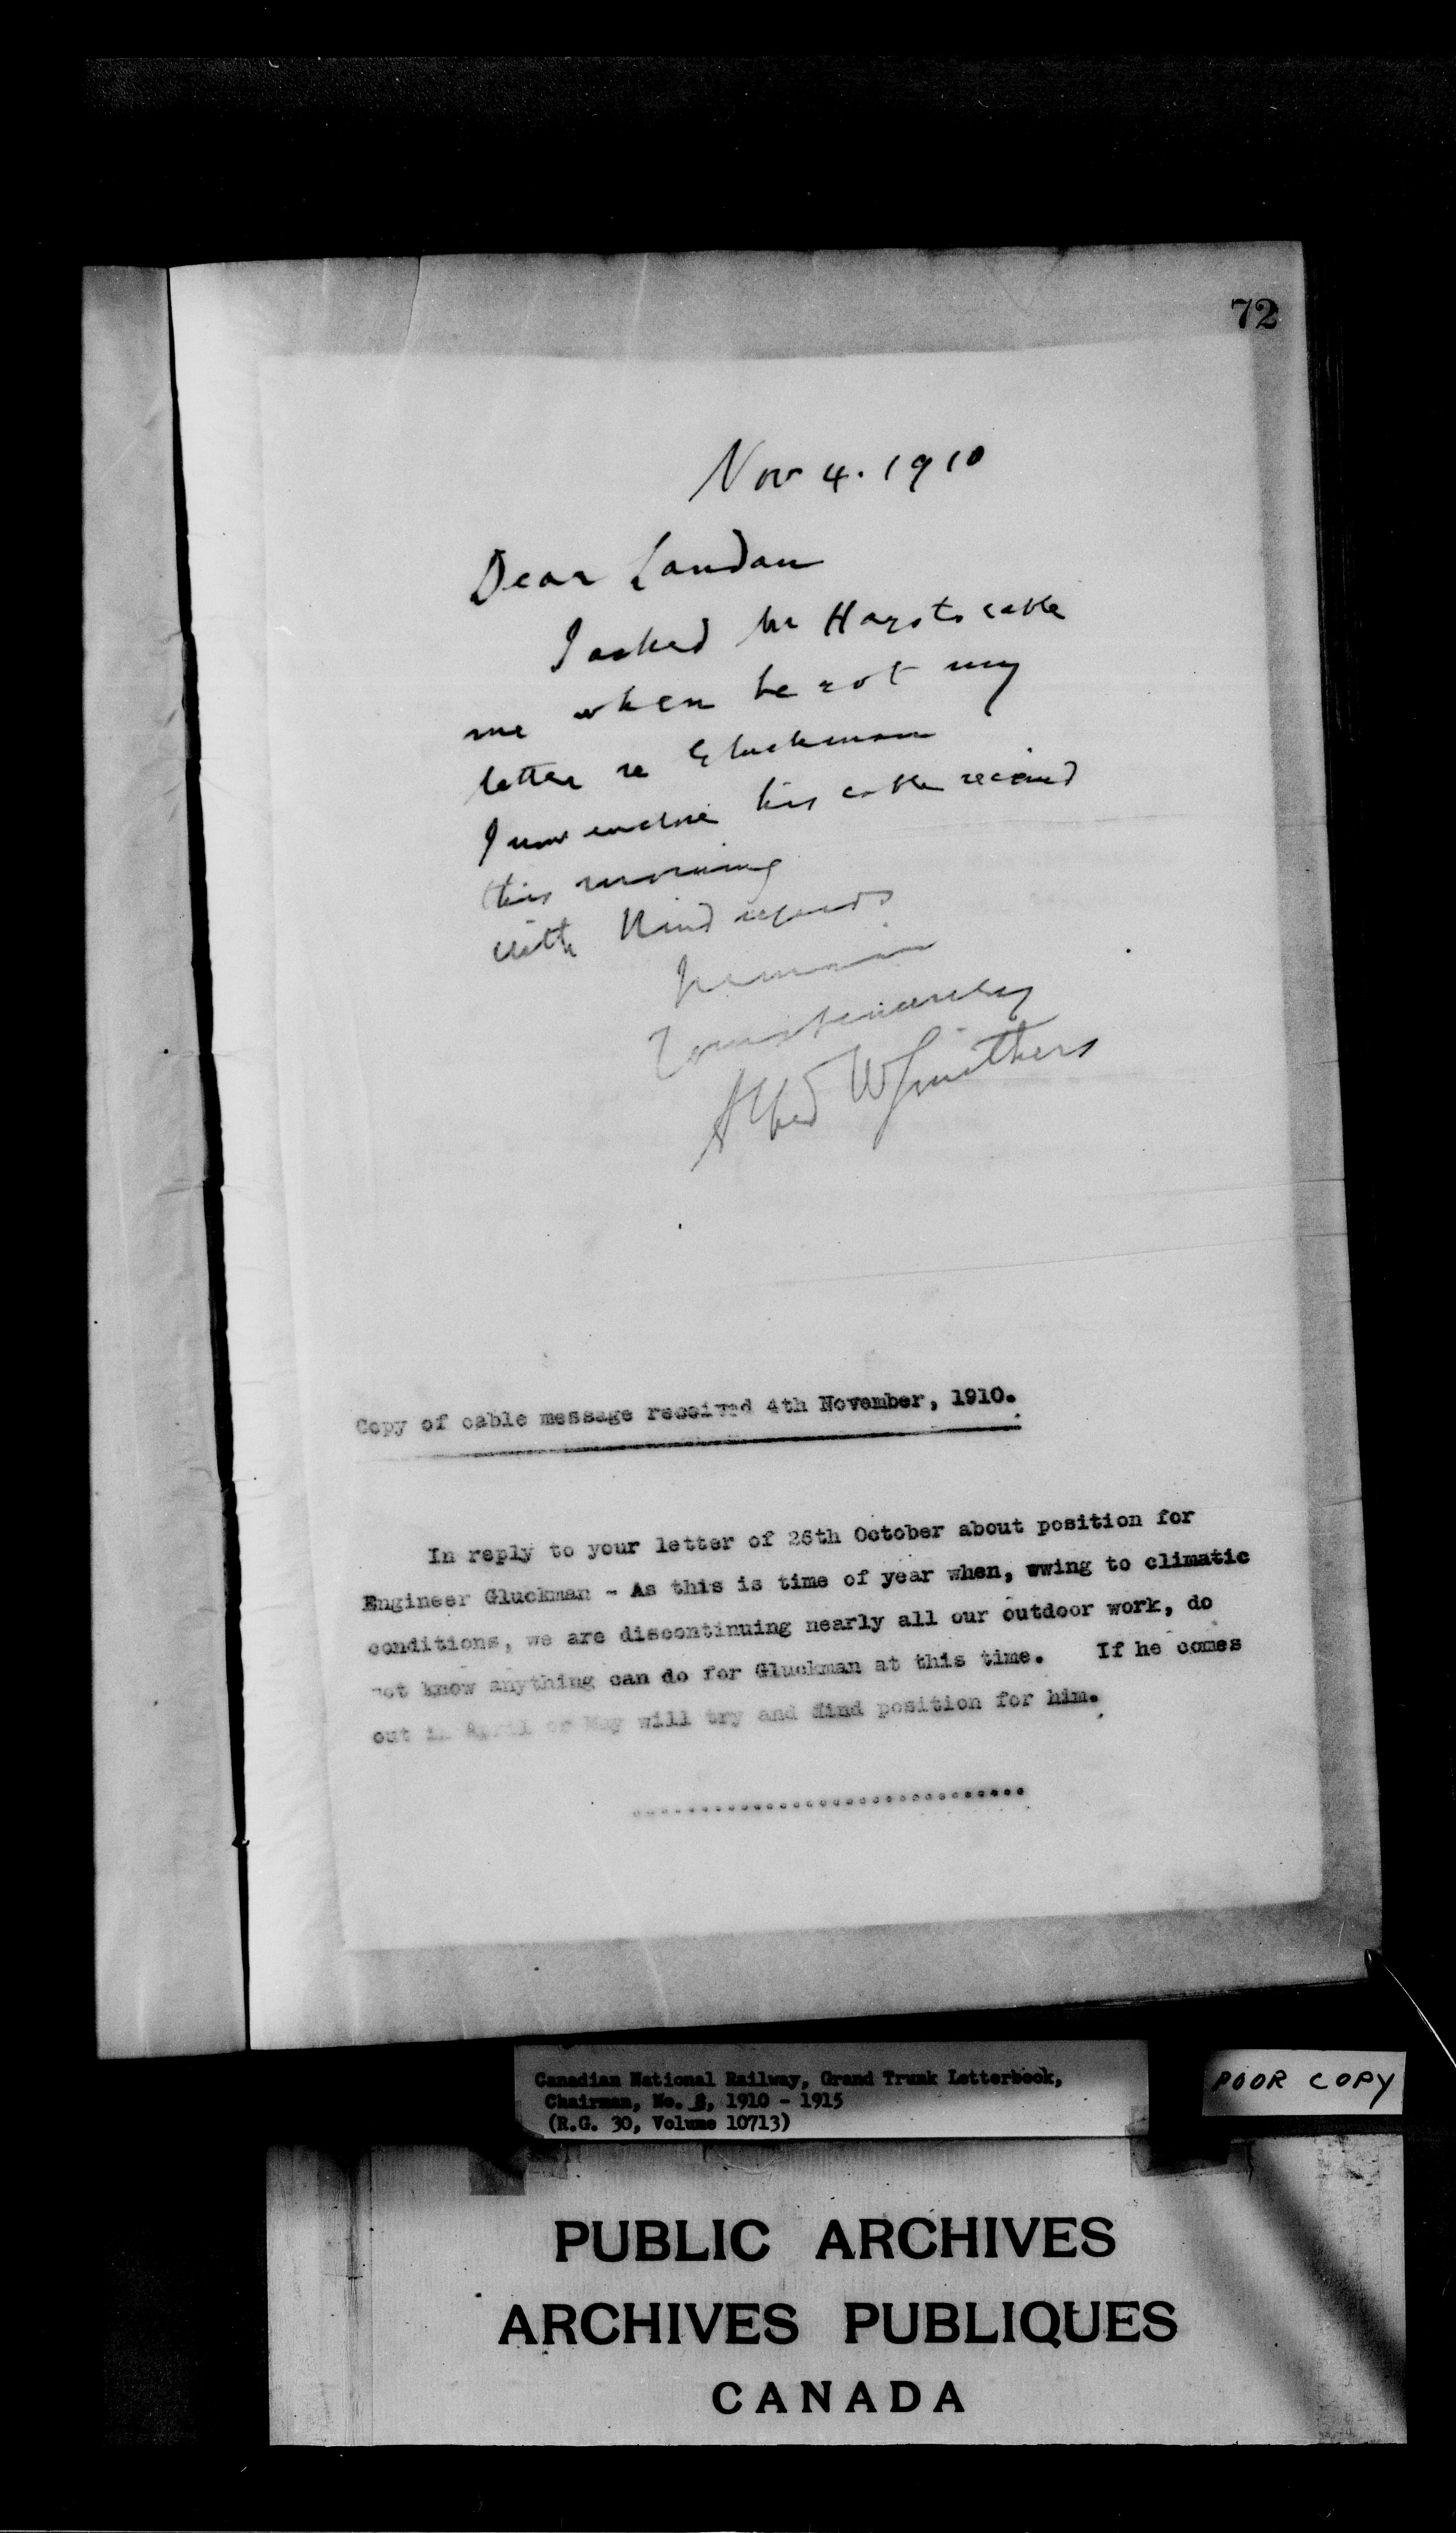 72
Nov 4. 1910
Dear Landau
I asked Mr Hays to cable
me when he got my
letter re Gluckman
I now enclose his cable received
this morning
with Kind regards
I remain
Yours sincerely
Alfred W Smithers
Copy of cable message received 4th November, 1910.
In reply to your letter of 26th October about position for
Engineer Gluckman - As this is time of year when, wwing to climatic
conditions, we are discontinuing nearly all our outdoor work, do
not know anything can do for Gluckman at this time. If he comes
out in April or May will try and find position for him.
..............................
Canadian National Railway, Grand Trunk Letterbook,
Chairman, No. 8, 1910 - 1915
(R.G. 30, Volume 10713)
POOR COPY
PUBLIC ARCHIVES
ARCHIVES PUBLIQUES
CANADA